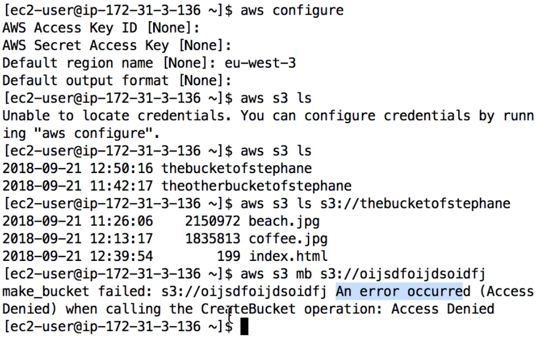 [ec2-user@ip-172-31-3-136 ~]$ aws configure
AWS Access Key ID [None]:
AWS Secret Access Key [None]:
Default region name [None]: eu-west-3
Default output format [None]:
[ec2-user@ip-172-31-3-136 ~]$ aws s3 ls
Unable to locate credentials. You can configure credentials by runn
ing "aws configure".
[ec2-user@ip-172-31-3-136 ~]$ aws s3 ls
2018-09-21 12:50:16 thebucketofstephane
2018-09-21 11:42:17 theotherbucketofstephane
[ec2-user@ip-172-31-3-136 ~]$ aws s3 ls s3://thebucketofstephane
2018-09-21 11:26:06    2150972 beach.jpg
2018-09-21 12:13:17    1835813 coffee.jpg
2018-09-21 12:39:54        199 index.html
[ec2-user@ip-172-31-3-136 ~]$ aws s3 mb s3://oijsdfoijdsoidfj
make_bucket failed: s3://oijsdfoijdsoidfj An error occurred (Access
Denied) when calling the CreateBucket operation: Access Denied
[ec2-user@ip-172-31-3-136 ~]$